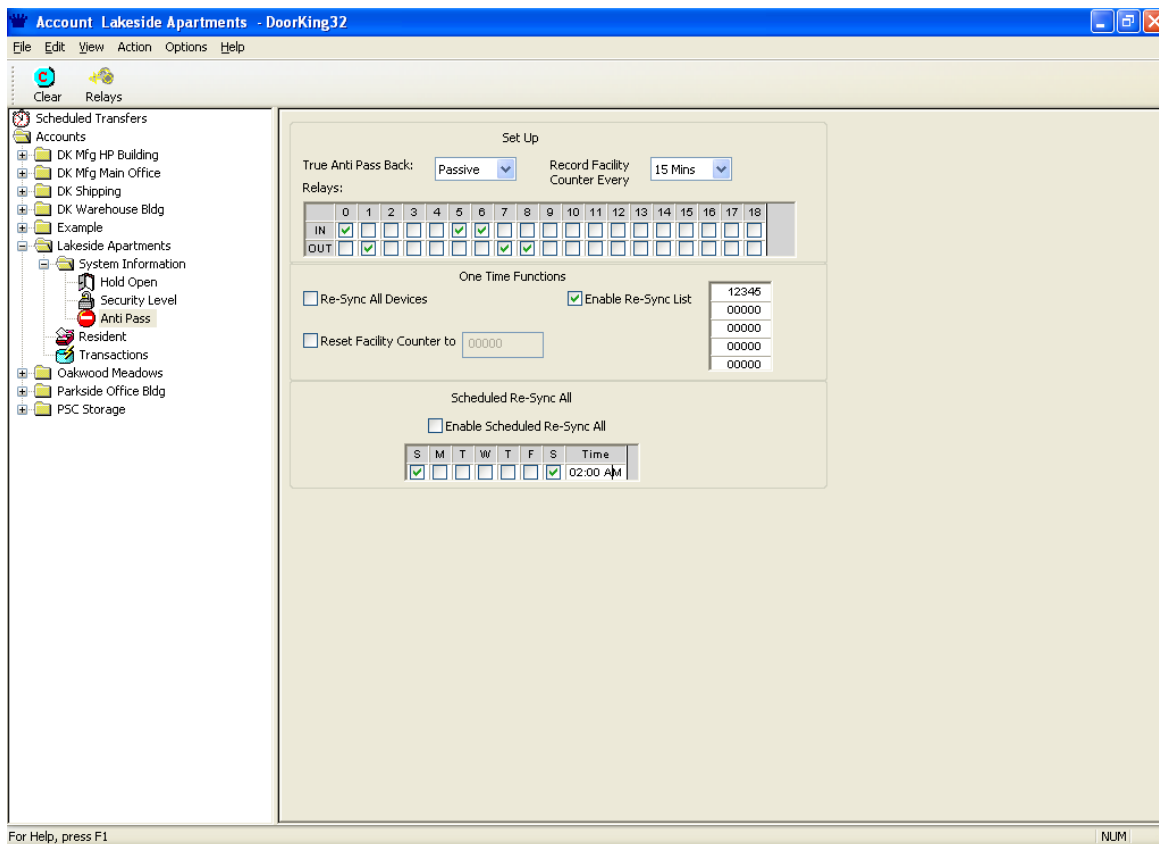 Account Lakeside Apartments - DoorKing32
File Edit View Action Options Help
C
Clear Relays
Scheduled Transfers
Accounts
DK Mfg HP Building
DK Mfg Main Office
DK Shipping
DK Warehouse Bldg
Example
Lakeside Apartments
System Information
Hold Open
Security Level
Anti Pass
Resident
Transactions
Oakwood Meadows
Parkside Office Bldg
PSC Storage
Set Up
True Anti Pass Back: Passive Record Facility Counter Every 15 Mins
Relays:
0 1 2 3 4 5 6 7 8 9 10 11 12 13 14 15 16 17 18
IN
OUT
One Time Functions
Re-Sync All Devices Enable Re-Sync List 12345
00000
00000
Reset Facility Counter to 00000 00000
00000
Scheduled Re-Sync All
Enable Scheduled Re-Sync All
S M T W T F S Time
02:00 AM
For Help, press F1 NUM